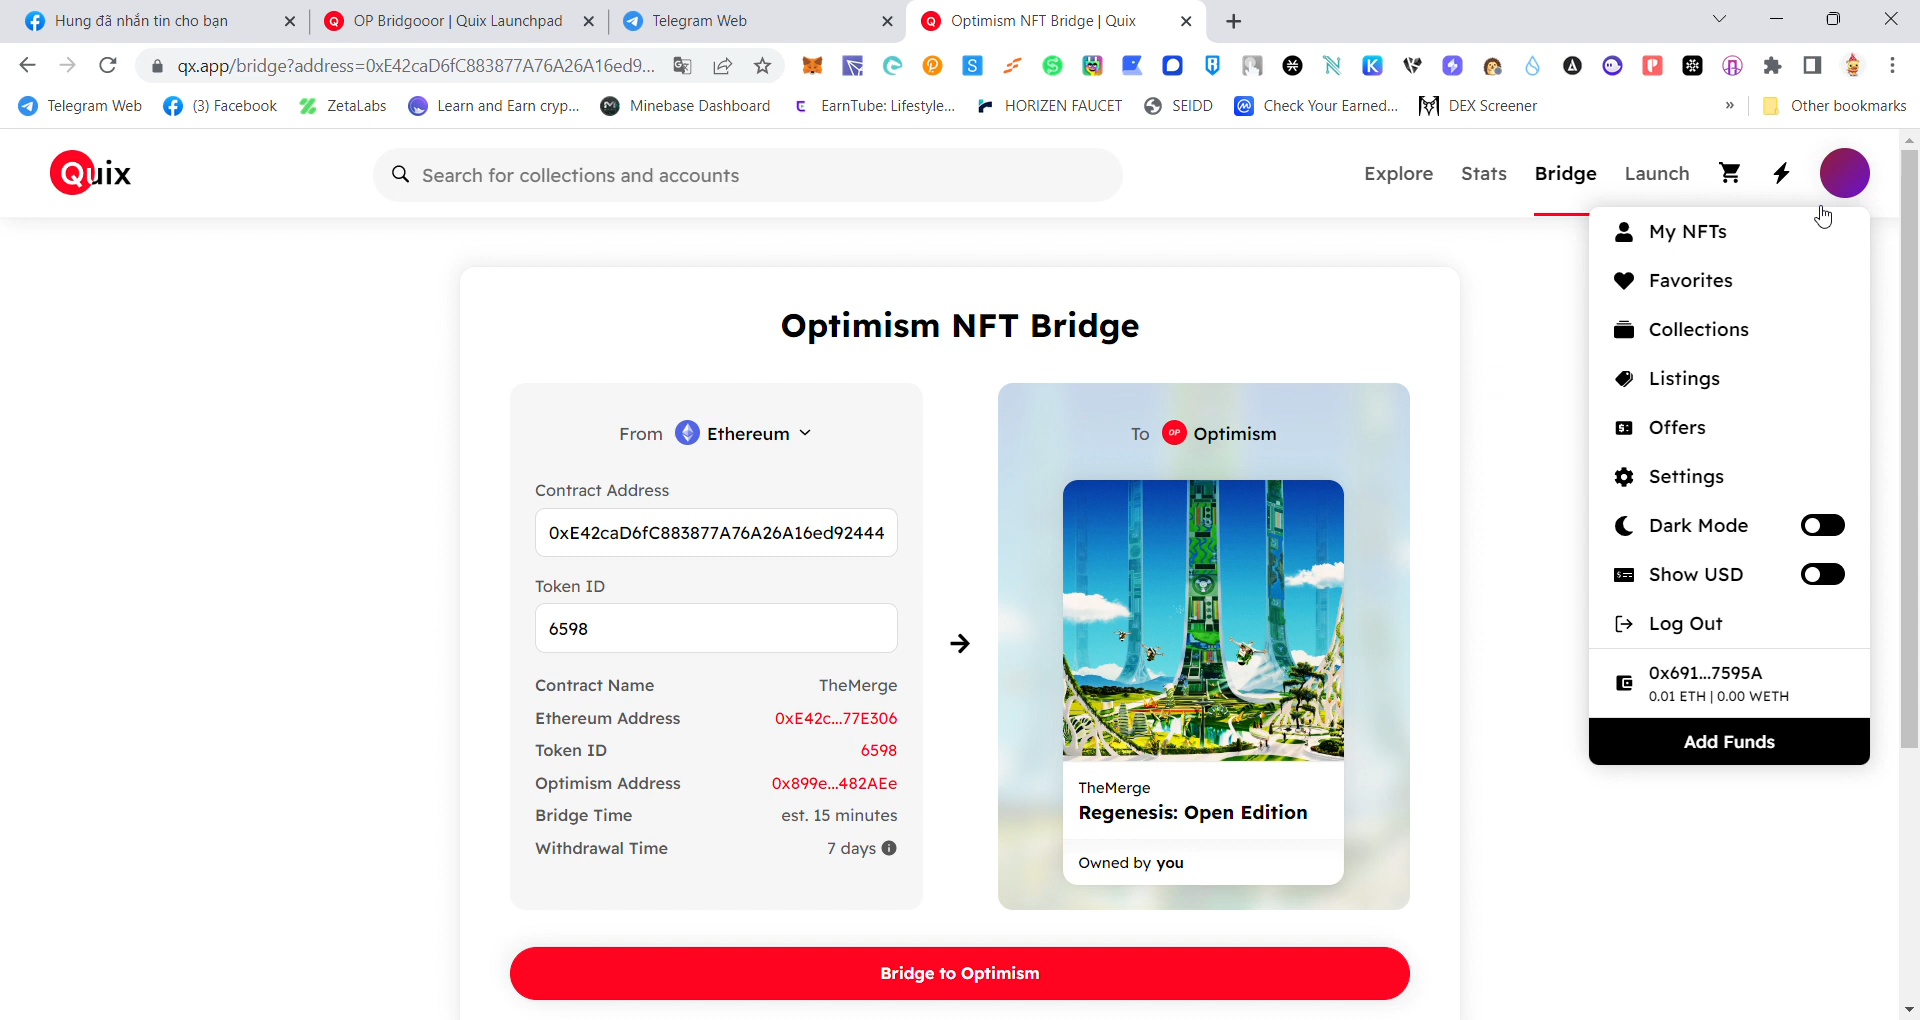 Hung đã nhắn tin cho bạn
OP Bridgooor | Quix Launchpad
Telegram Web
Optimism NFT Bridge | Quix
qx.app/bridge?address=0xE42caD6fC883877A76A26A16ed9...
Telegram Web
(3) Facebook
ZetaLabs
Learn and Earn cryp...
Minebase Dashboard
EarnTube: Lifestyle...
HORIZEN FAUCET
SEIDD
Check Your Earned...
DEX Screener
»
Other bookmarks
Quix
Search for collections and accounts
Explore
Stats
Bridge
Launch
My NFTs
Favorites
Collections
Listings
Offers
Settings
Dark Mode
Show USD
Log Out
0x691...7595A
0.01 ETH | 0.00 WETH
Add Funds
Optimism NFT Bridge
From Ethereum
Contract Address
0xE42caD6fC883877A76A26A16ed92444
Token ID
6598
Contract Name TheMerge
Ethereum Address 0xE42c...77E306
Token ID 6598
Optimism Address 0x899e...482AEe
Bridge Time est. 15 minutes
Withdrawal Time 7 days
To OP Optimism
TheMerge
Regenesis: Open Edition
Owned by you
Bridge to Optimism